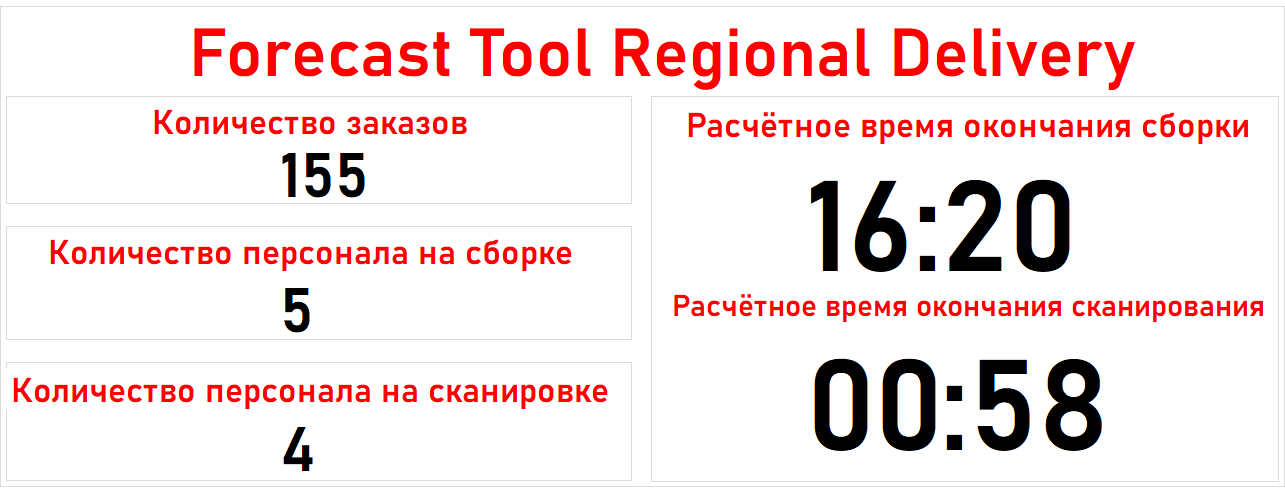 Forecast Tool Regional Delivery
Количество заказов
155
Количество персонала на сборке
5
Количество персонала на сканировке
4
Расчётное время окончания сборки
16:20
Расчётное время окончания сканирования
00:58